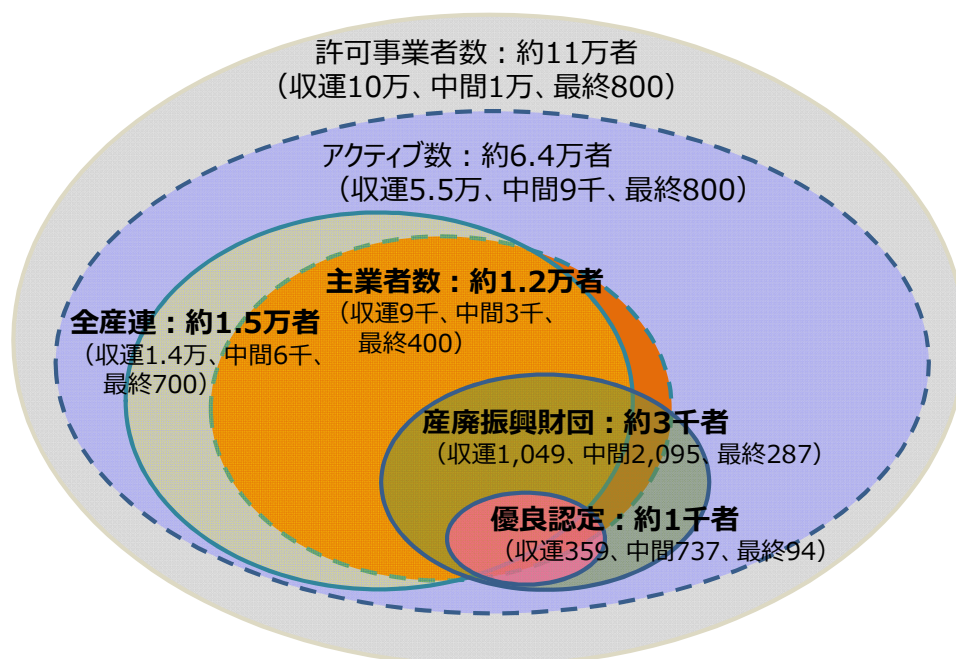 許可事業者数：約11万者
（収運10万、中間1万、最終800）
アクティブ数：約6.4万者
（収運5.5万、中間9千、最終800）
主業者数：約1.2万者
（収運9千、中間3千、
最終400）
全産連：約1.5万者
（収運1.4万、中間6千、
最終700）
産廃振興財団：約3千者
（収運1,049、中間2,095、最終287）
優良認定：約1千者
（収運359、中間737、最終94）